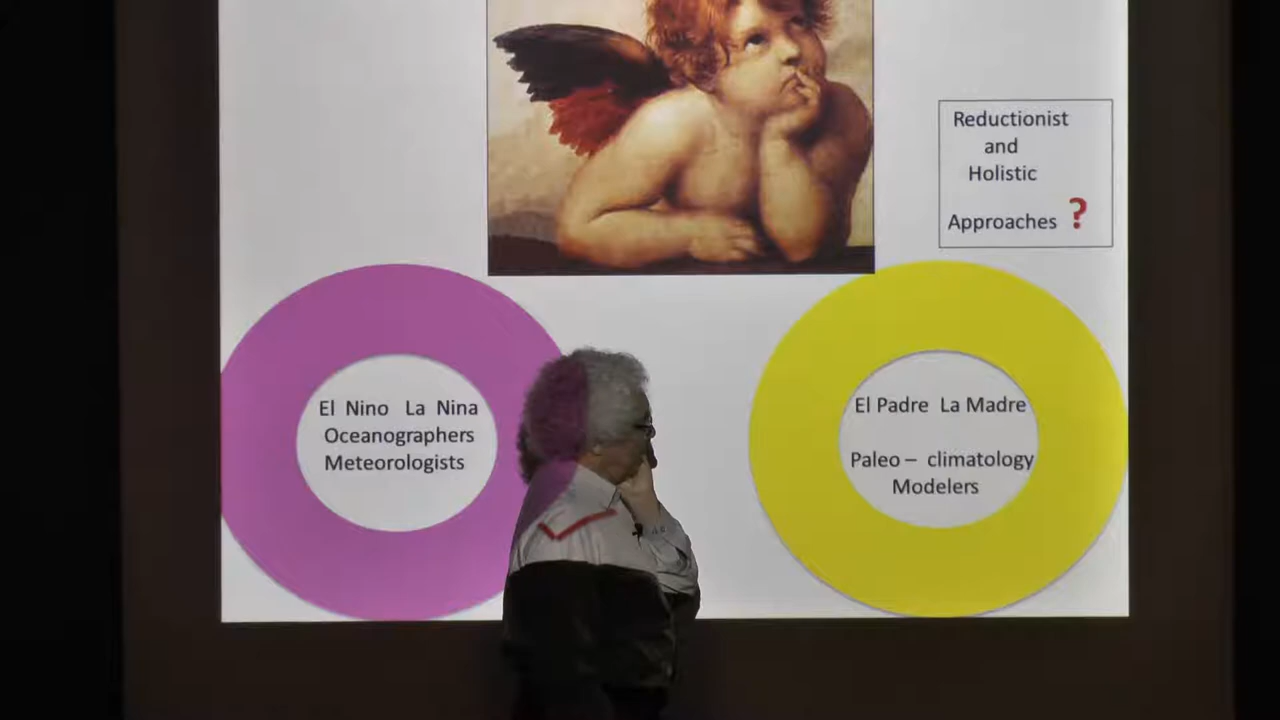 Reductionist
and
Holistic
Approaches ?
El Nino La Nina
Oceanographers
Meteorologists
El Padre La Madre
Paleo – climatology
Modelers